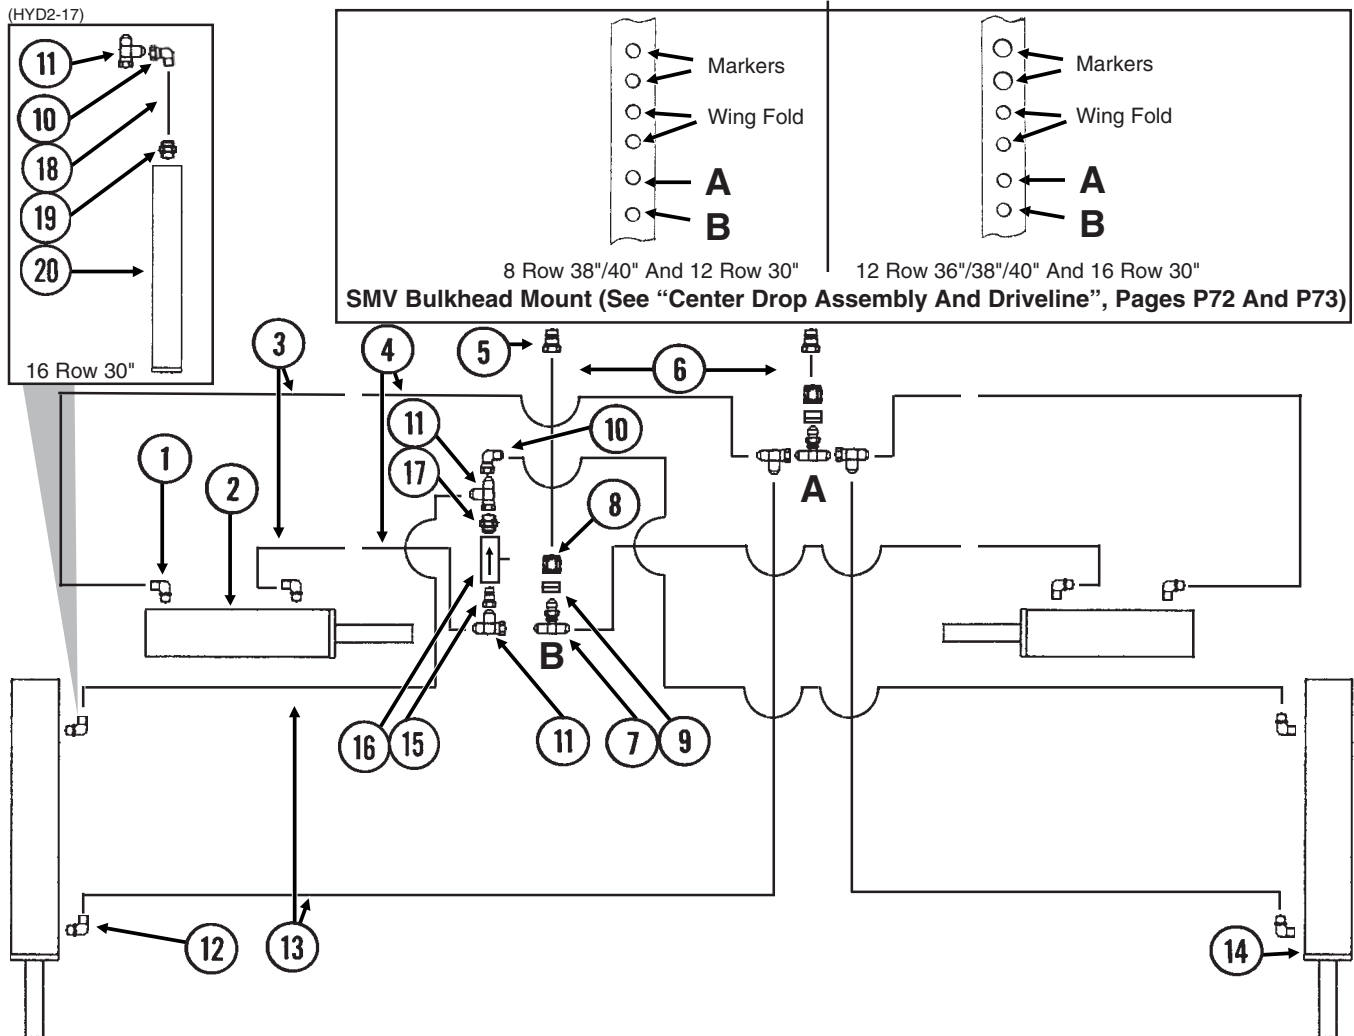 (HYD2-17)
11
10
18
19
20
16 Row 30"
Markers
Wing Fold
A
B
8 Row 38"/40" And 12 Row 30"
Markers
Wing Fold
A
B
12 Row 36"/38"/40" And 16 Row 30"
SMV Bulkhead Mount (See “Center Drop Assembly And Driveline”, Pages P72 And P73)
3
4
5
6
11
10
1
17
2
8
A
B
16
15
11
7
9
12
13
14